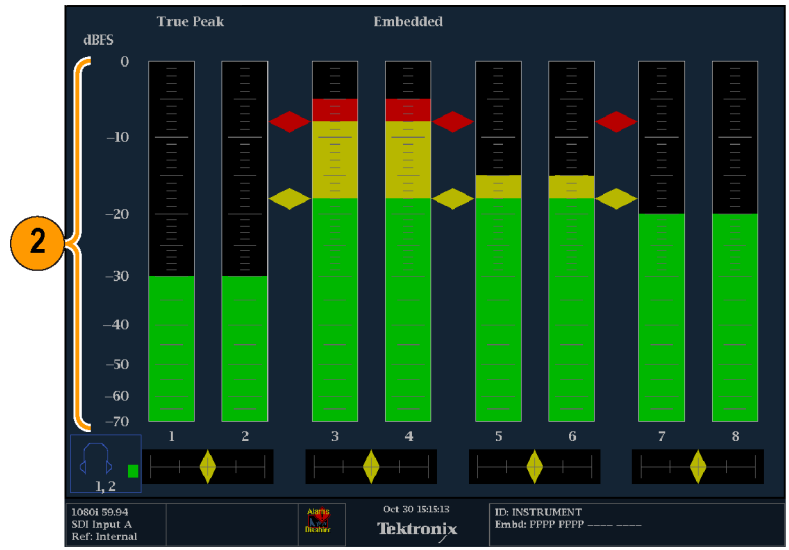 True Peak
Embedded
dBFS
0
-10
-20
-30
-40
-50
-60
-70
2
1
2
3
4
5
6
7
8
1, 2
1080i 59.94
SDI Input A
Ref: Internal
Alarms
Disabled
Oct 30 15:15:13
Tektronix
ID: INSTRUMENT
Embd: PPPP PPPP ---- ----